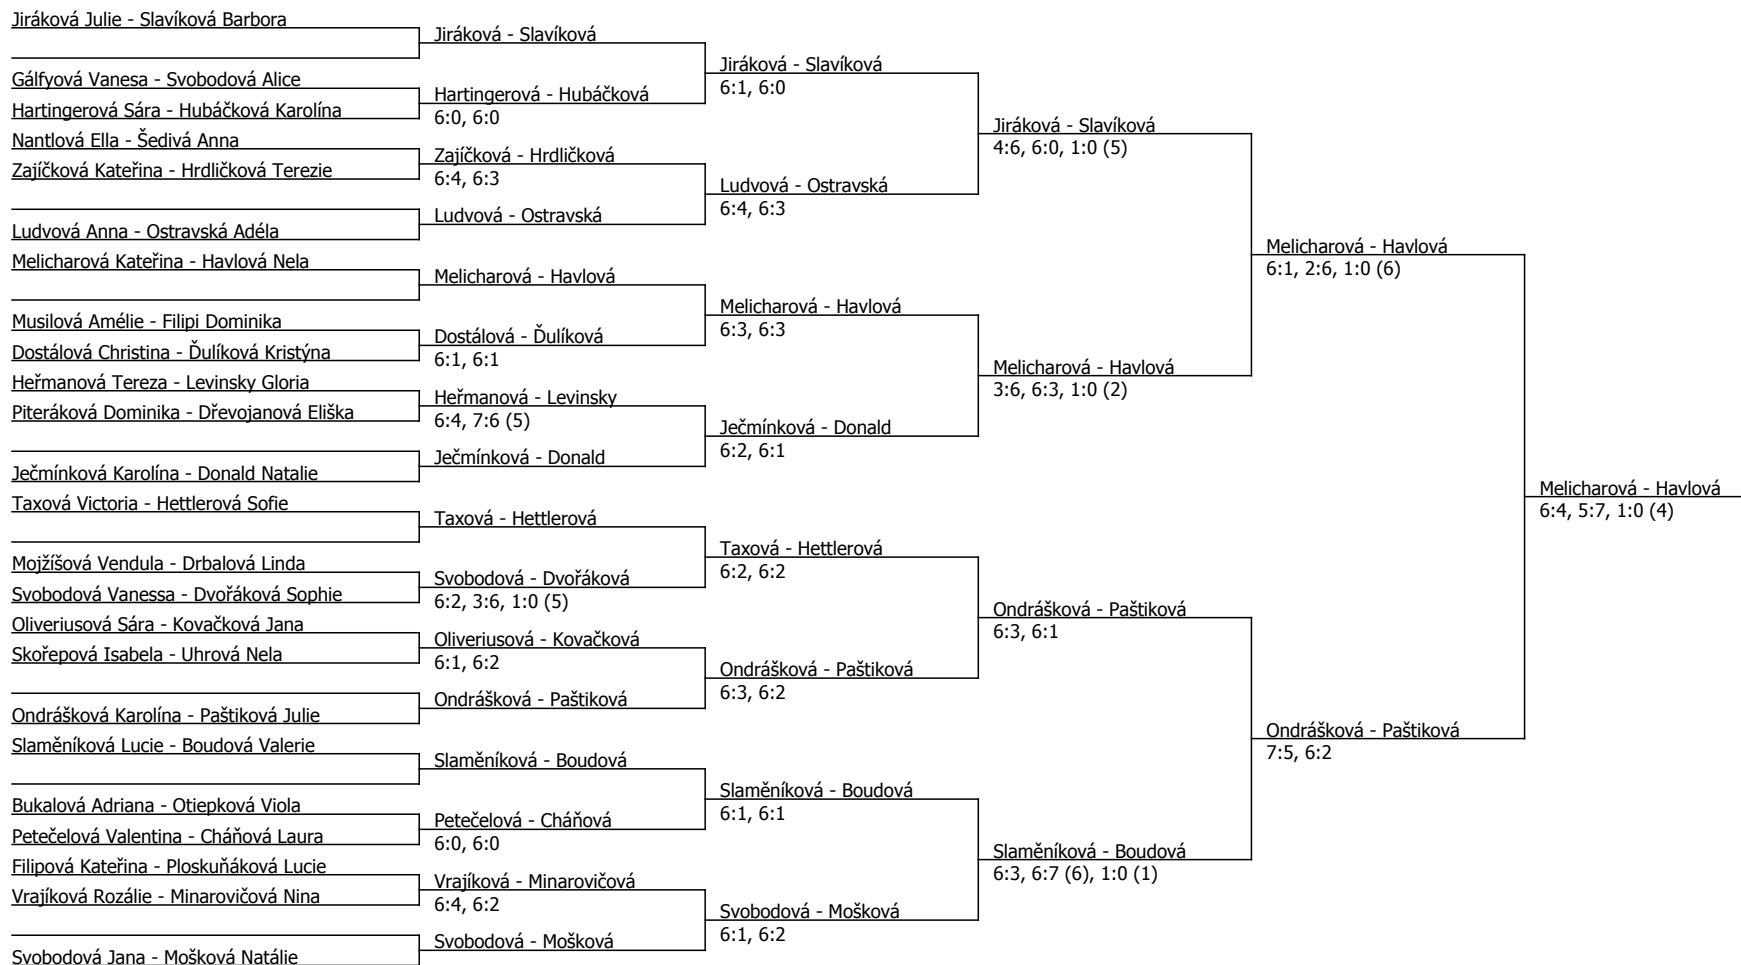 Jiráková Julie - Slavíková Barbora
Gálfyová Vanesa - Svobodová Alice
Hartingerová Sára - Hubáčková Karolína
Nantlová Ella - Šedivá Anna
Zajíčková Kateřina - Hrdličková Terezie
Ludvová Anna - Ostravská Adéla
Melicharová Kateřina - Havlová Nela
Musilová Amélie - Filipi Dominika
Dostálová Christina - Ďulíková Kristýna
Heřmanová Tereza - Levinsky Gloria
Piteráková Dominika - Dřevojanová Eliška
Ječmínková Karolína - Donald Natalie
Taxová Victoria - Hettlerová Sofie
Mojžíšová Vendula - Drbalová Linda
Svobodová Vanessa - Dvořáková Sophie
Oliveriusová Sára - Kovačková Jana
Skořepová Isabela - Uhrová Nela
Ondrášková Karolína - Paštiková Julie
Slaměníková Lucie - Boudová Valerie
Bukalová Adriana - Otiepková Viola
Petečelová Valentina - Cháňová Laura
Filipová Kateřina - Ploskuňáková Lucie
Vrajíková Rozálie - Minarovičová Nina
Svobodová Jana - Mošková Natálie
Jiráková - Slavíková
Hartingerová - Hubáčková
6:0, 6:0
Zajíčková - Hrdličková
6:4, 6:3
Ludvová - Ostravská
Melicharová - Havlová
Dostálová - Ďulíková
6:1, 6:1
Heřmanová - Levinsky
6:4, 7:6 (5)
Ječmínková - Donald
Taxová - Hettlerová
Svobodová - Dvořáková
6:2, 3:6, 1:0 (5)
Oliveriusová - Kovačková
6:1, 6:2
Ondrášková - Paštiková
Slaměníková - Boudová
Petečelová - Cháňová
6:0, 6:0
Vrajíková - Minarovičová
6:4, 6:2
Svobodová - Mošková
Jiráková - Slavíková
6:1, 6:0
Ludvová - Ostravská
6:4, 6:3
Melicharová - Havlová
6:3, 6:3
Ječmínková - Donald
6:2, 6:1
Taxová - Hettlerová
6:2, 6:2
Ondrášková - Paštiková
6:3, 6:2
Slaměníková - Boudová
6:1, 6:1
Svobodová - Mošková
6:1, 6:2
Jiráková - Slavíková
4:6, 6:0, 1:0 (5)
Melicharová - Havlová
3:6, 6:3, 1:0 (2)
Ondrášková - Paštiková
6:3, 6:1
Slaměníková - Boudová
6:3, 6:7 (6), 1:0 (1)
Melicharová - Havlová
6:1, 2:6, 1:0 (6)
Ondrášková - Paštiková
7:5, 6:2
Melicharová - Havlová
6:4, 5:7, 1:0 (4)